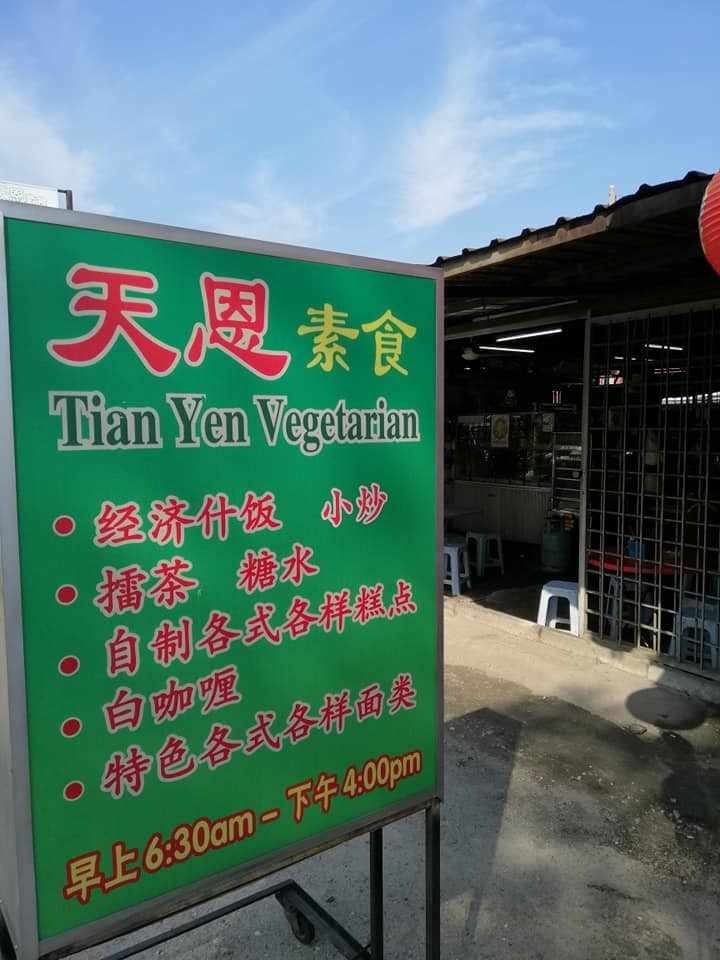 天恩 素食
Tian Yen Vegetarian
• 经济什饭 小炒
• 擂茶 糖水
• 自制各式各样糕点
• 白咖喱
• 特色各式各样面类
早上 6:30am - 下午 4:00pm